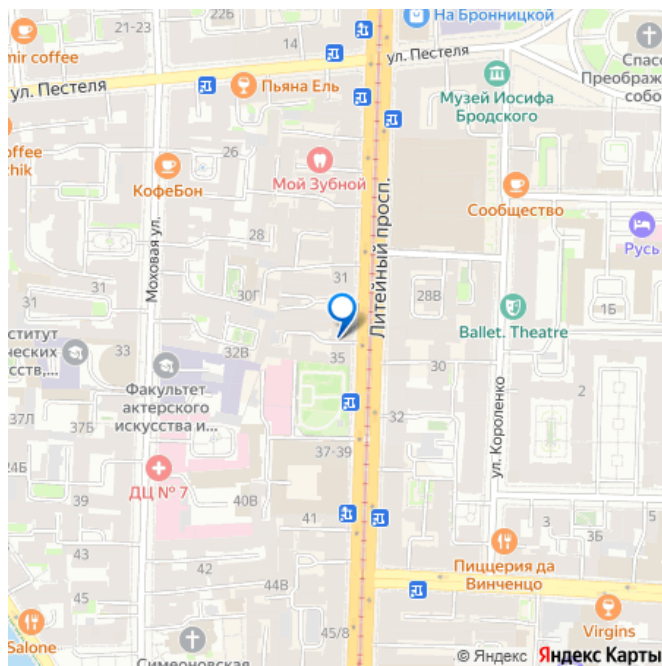 22Б
21-23
На Бронницкой
14
mir coffee
ул. Пестеля
Спасо
Преображ
собо
ул. Пестеля
Пьяна Ель
Музей Иосифа
Бродского
offee
chik
26
КофеБон
Мой Зубной
Литейный просп.
Сообщество
Моховая ул.
28
Русь
31
31
30Г
28В
31
1Б
Ballet. Theatre
ститут
ческих
сств,...
33
32В
35
30
Факультет
актерского
искусства и...
2
ул. Короленко
37Л
37Б
32
24Б
37-39
ДЦ № 7
39
40В
41
3
3Б
5
43
Пиццерия да
Винченцо
42
45
44В
Virgins
Salone
45/8
Симеоновская
© Яндекс Яндекс Карты